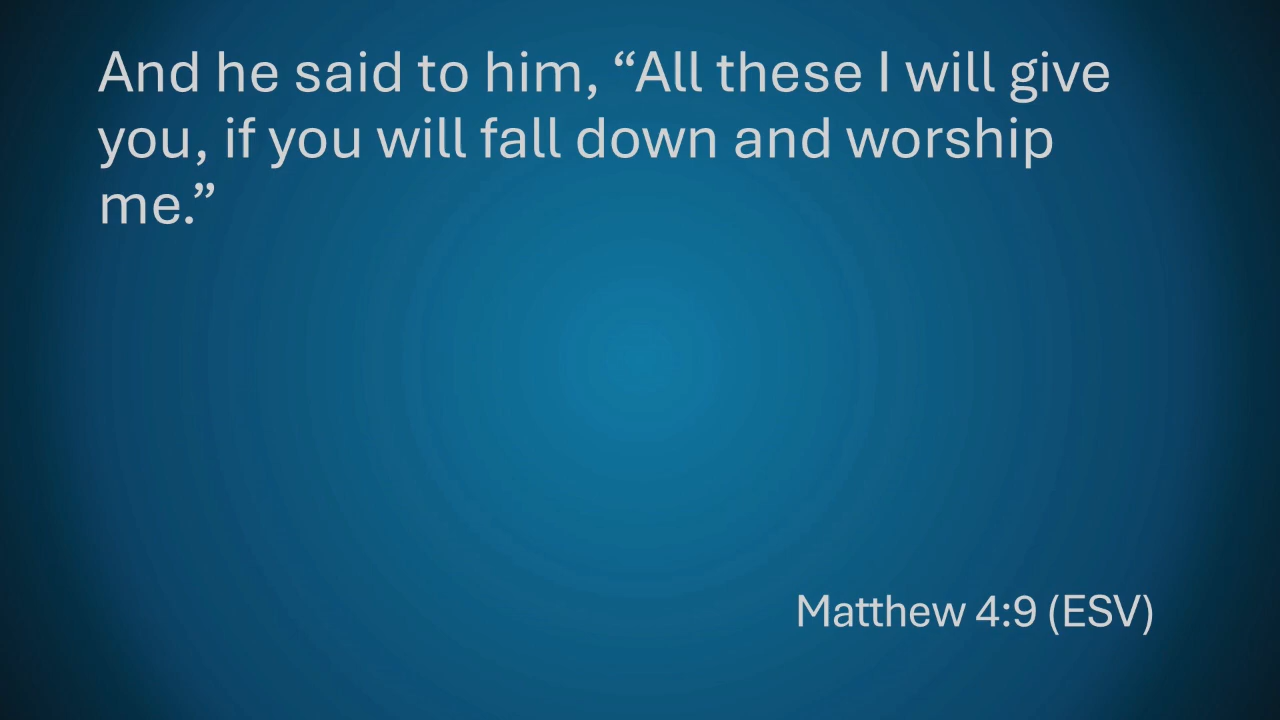 And he said to him, “All these I will give
you, if you will fall down and worship
me.”
Matthew 4:9 (ESV)